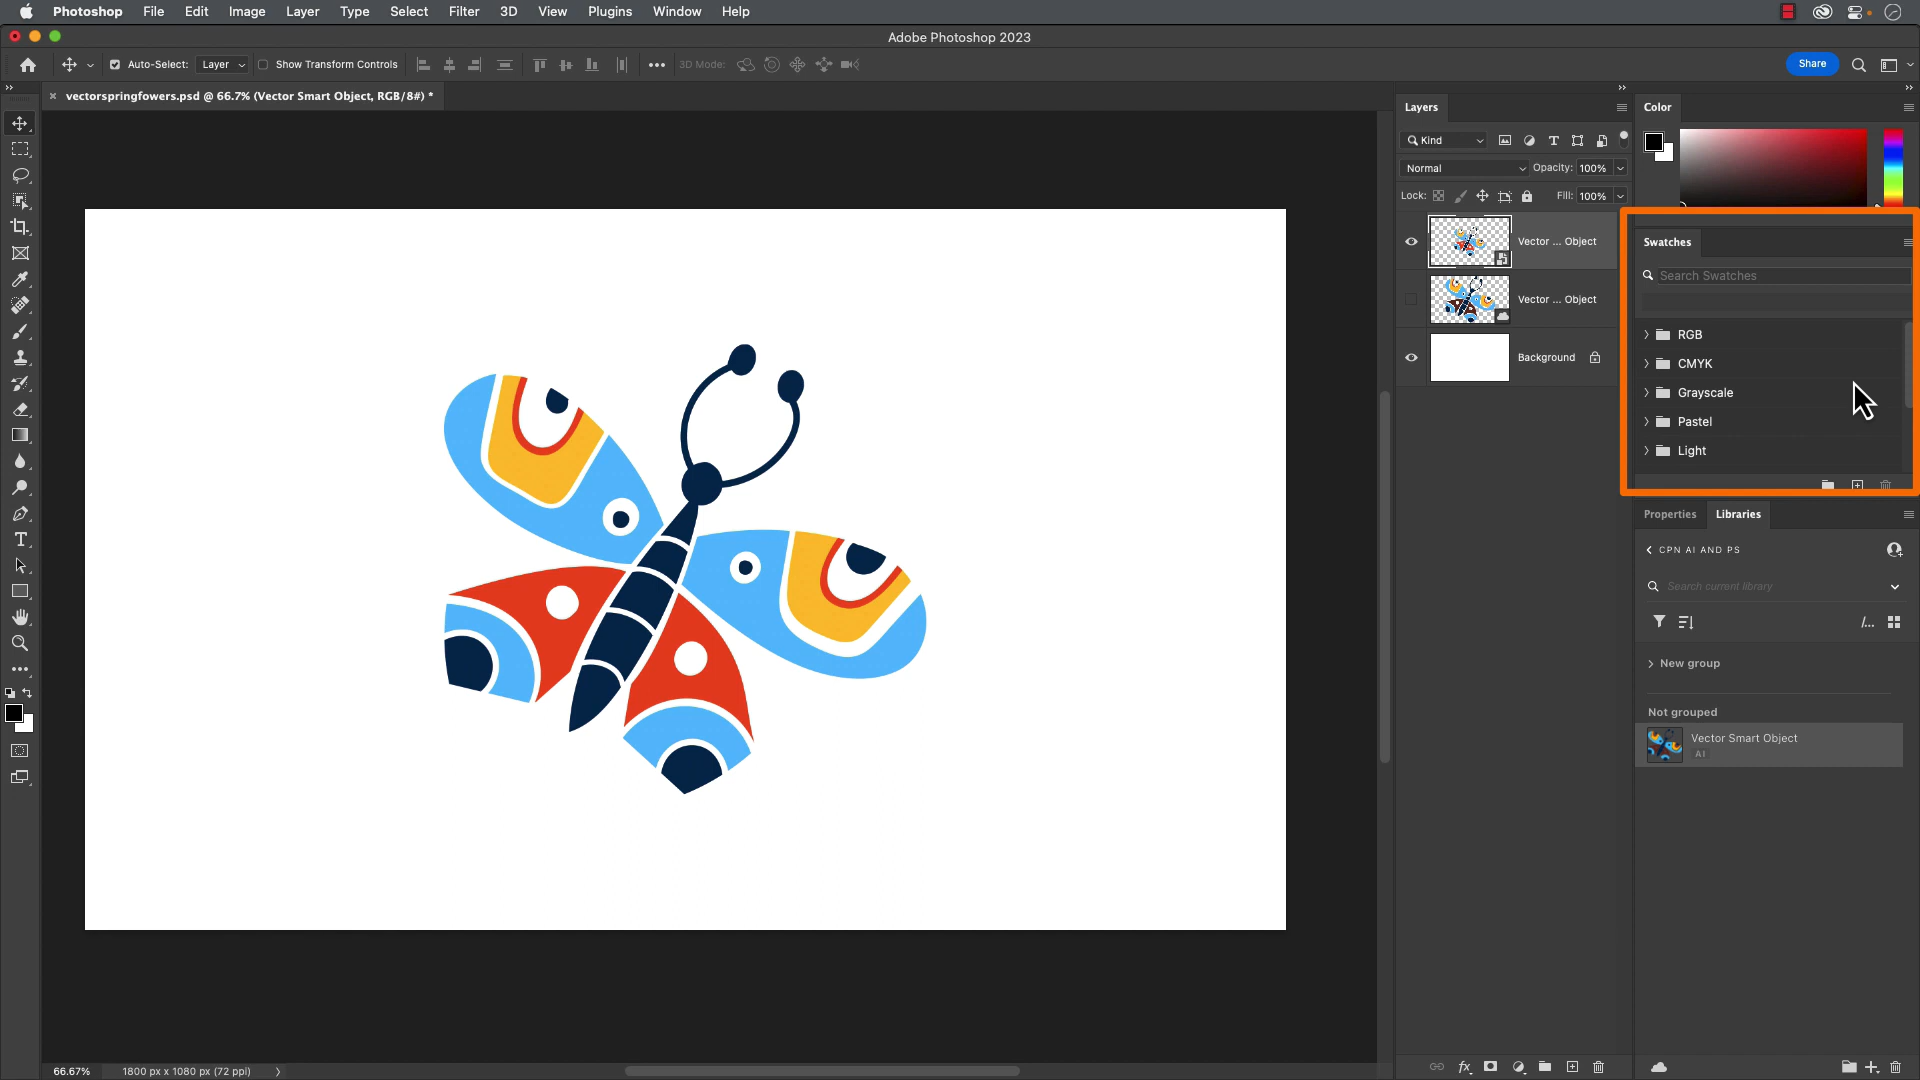 Photoshop File Edit Image Layer Type Select Filter 3D View Plugins Window Help
Adobe Photoshop 2023
Auto-Select: Layer Show Transform Controls 3D Mode: Share
vectorspringfowers.psd @ 66.7% (Vector Smart Object, RGB/8#) *
Layers
Kind
Normal Opacity: 100%
Lock: Fill: 100%
Vector ... Object
Vector ... Object
Background
Color
Swatches
Search Swatches
RGB
CMYK
Grayscale
Pastel
Light
Properties Libraries
CPN AI AND PS
Search current library
New group
Not grouped
Vector Smart Object
AI
66.67% 1800 px x 1080 px (72 ppi)